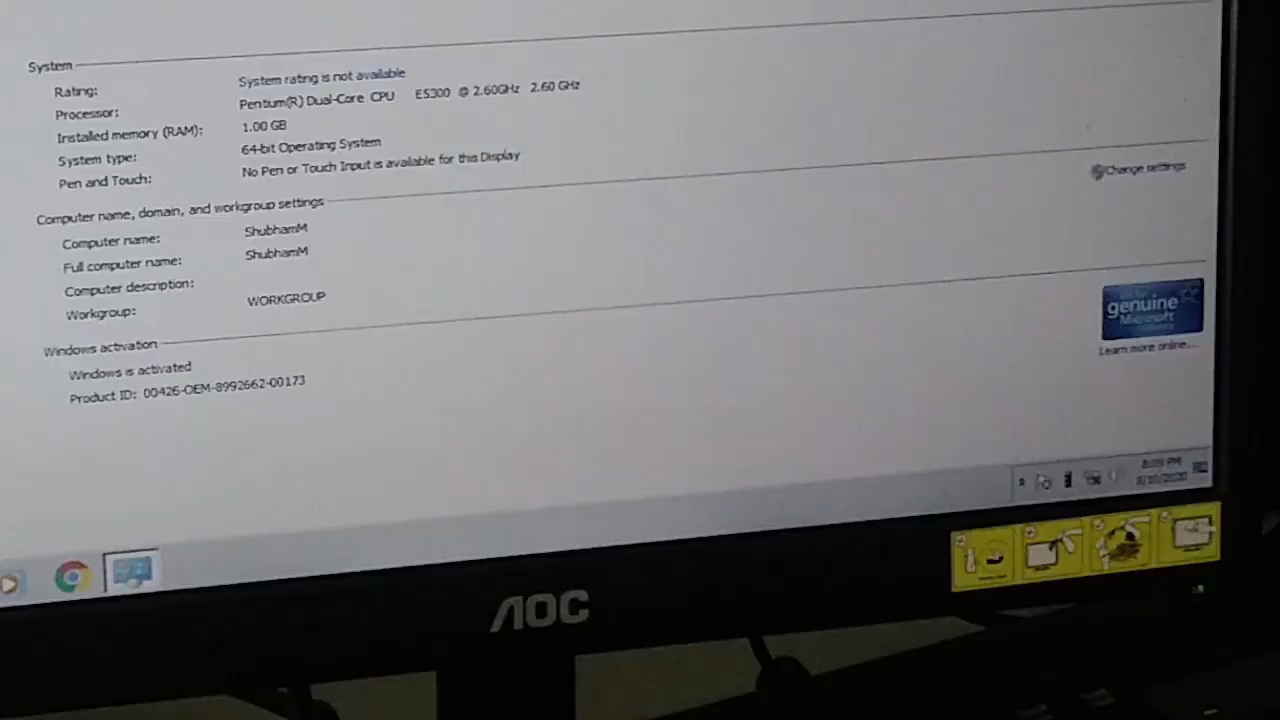 System
Rating: System rating is not available
Processor: Pentium(R) Dual-Core CPU E5300 @ 2.60GHz 2.60 GHz
Installed memory (RAM): 1.00 GB
System type: 64-bit Operating System
Pen and Touch: No Pen or Touch Input is available for this Display
Computer name, domain, and workgroup settings
Computer name: ShubhamM
Change settings
Full computer name: ShubhamM
Computer description:
Workgroup: WORKGROUP
Windows activation
Windows is activated
Product ID: 00426-OEM-8992662-00173
genuine
Microsoft
Learn more online...
AOC